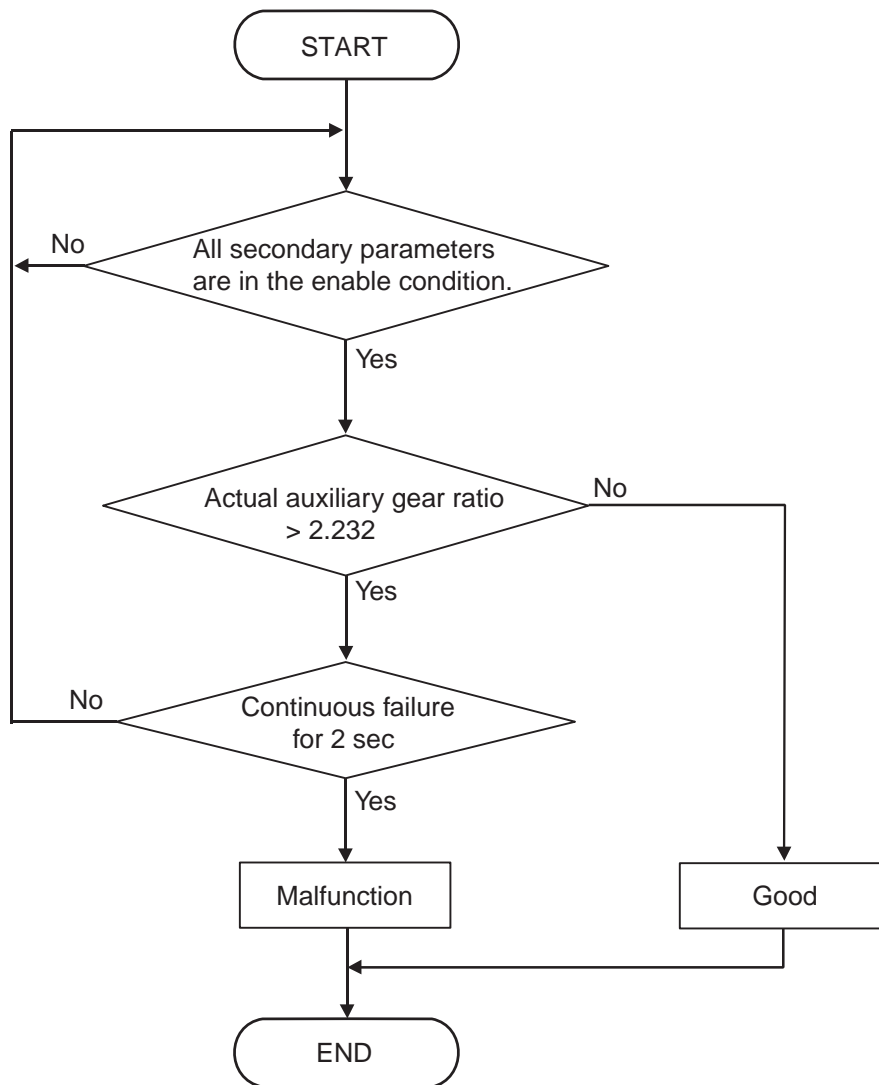 START
No
All secondary parameters
are in the enable condition.
Yes
Actual auxiliary gear ratio
> 2.232
No
Yes
No
Continuous failure
for 2 sec
Yes
Malfunction
Good
END